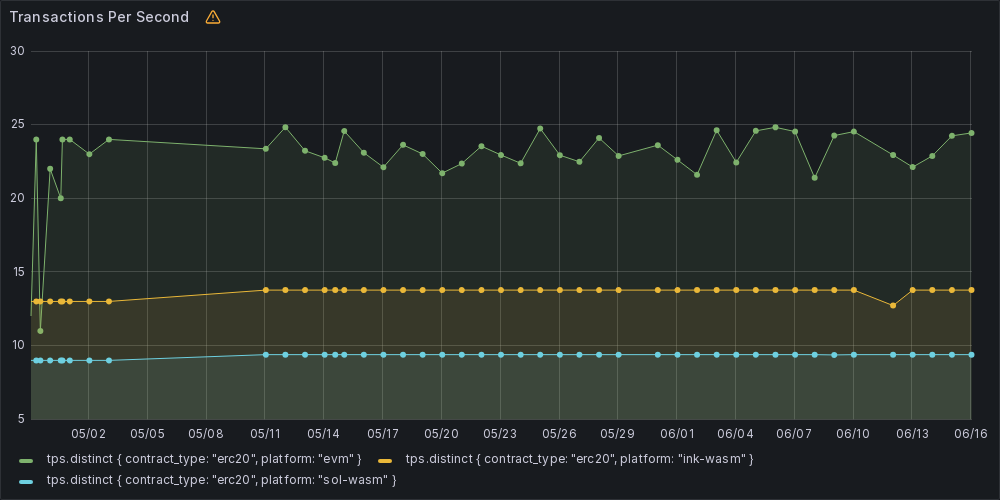 Transactions Per Second
30
25
20
15
10
5
05/02 05/05 05/08 05/11 05/14 05/17 05/20 05/23 05/26 05/29 06/01 06/04 06/07 06/10 06/13 06/16
tps.distinct { contract_type: "erc20", platform: "evm" } tps.distinct { contract_type: "erc20", platform: "ink-wasm" }
tps.distinct { contract_type: "erc20", platform: "sol-wasm" }